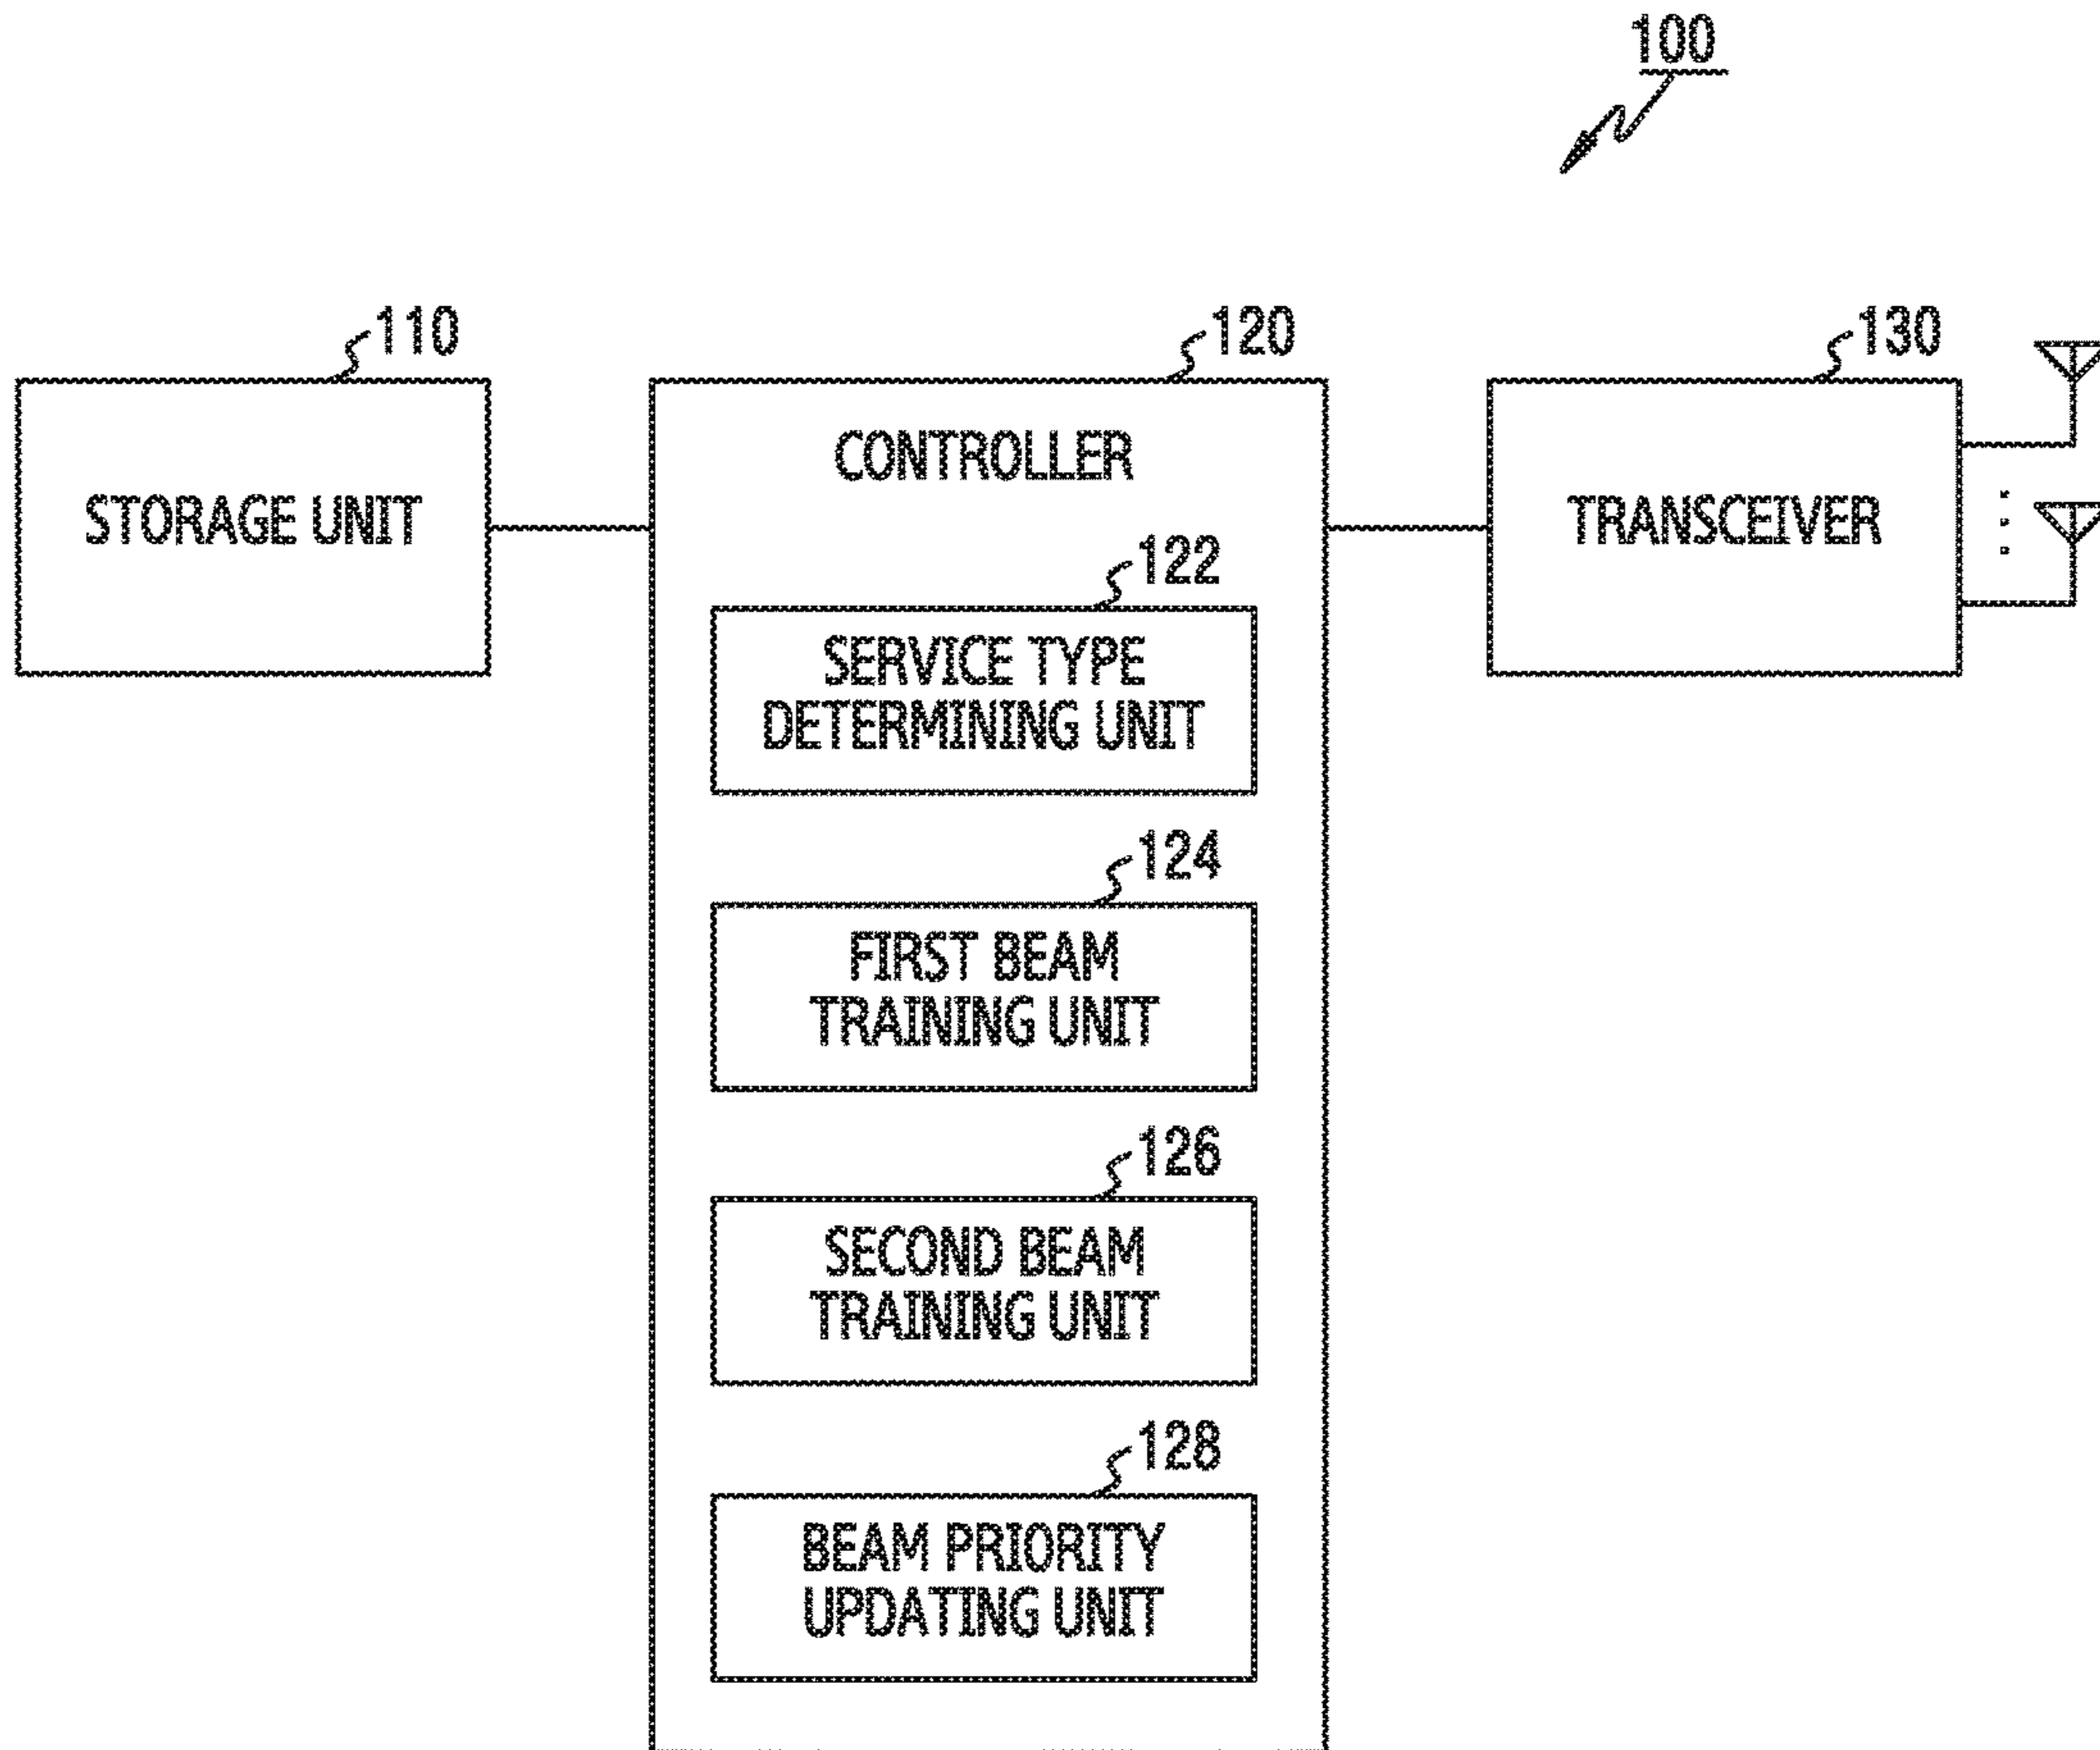 100
110
120
130
STORAGE UNIT
CONTROLLER
TRANSCEIVER
122
SERVICE TYPE
DETERMINING UNIT
124
FIRST BEAM
TRAINING UNIT
126
SECOND BEAM
TRAINING UNIT
128
BEAM PRIORITY
UPDATING UNIT